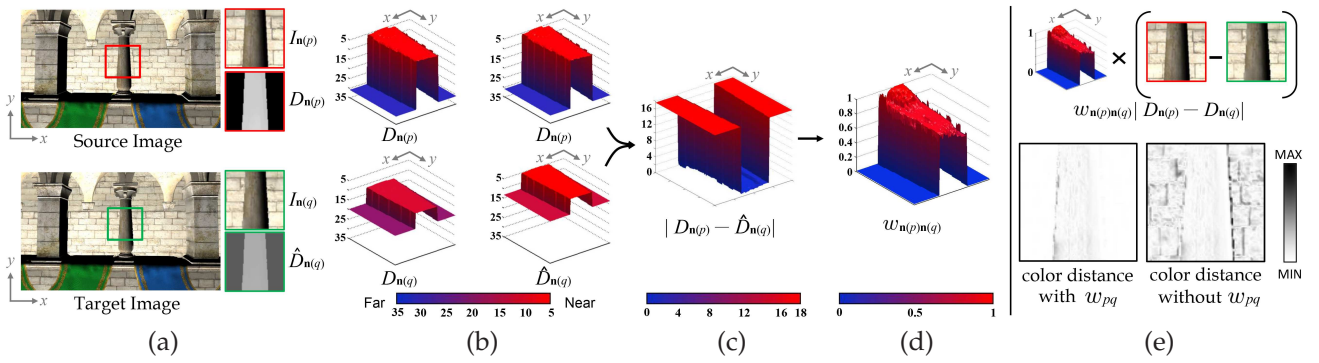 y
x
Source Image
I_n(p)
D_n(p)
y
x
Target Image
I_n(q)
D̂_n(q)
(a)
x y
5
15
25
35
D_n(p)
x y
5
15
25
35
D_n(p)
x y
5
15
25
35
D_n(q)
x y
5
15
25
35
D̂_n(q)
Far
Near
35 30 25 20 15 10 5
(b)
x y
16
12
8
4
0
| D_n(p) − D̂_n(q)|
0 4 8 12 16 18
(c)
x y
1
0.8
0.6
0.4
0.2
0
w_n(p)n(q)
0 0.5 1
(d)
1
0
× ( − )
w_n(p)n(q)| D_n(p) − D_n(q)|
MAX
MIN
color distance
with w_pq
color distance
without w_pq
(e)